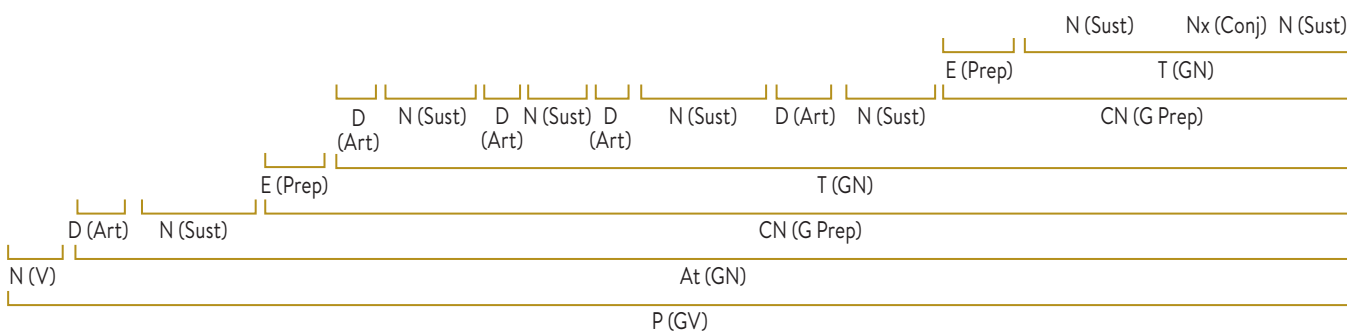 N (Sust) Nx (Conj) N (Sust)
E (Prep) T (GN)
D (Art) N (Sust) D (Art) N (Sust) D (Art) N (Sust) D (Art) N (Sust) CN (G Prep)
E (Prep) T (GN)
D (Art) N (Sust) CN (G Prep)
N (V) At (GN)
P (GV)